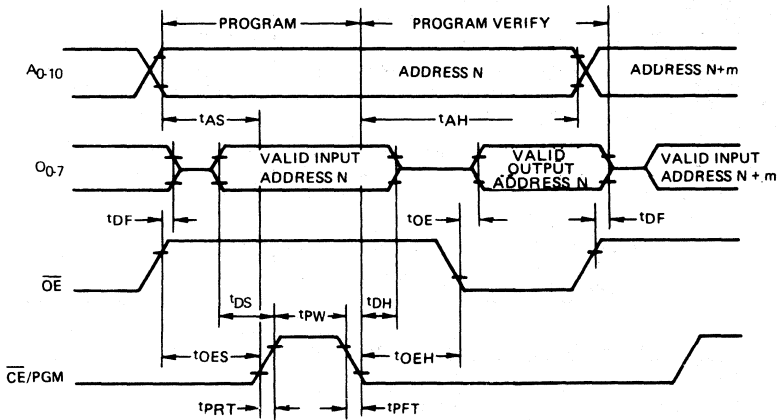 PROGRAM
PROGRAM VERIFY
A0-10
ADDRESS N
ADDRESS N+m
tAS
tAH
O0-7
VALID INPUT
ADDRESS N
VALID
OUTPUT
ADDRESS N
VALID INPUT
ADDRESS N + m
tDF
tOE
tDF
OE
tDS
tPW
tDH
tOES
tOEH
CE/PGM
tPRT
tPFT